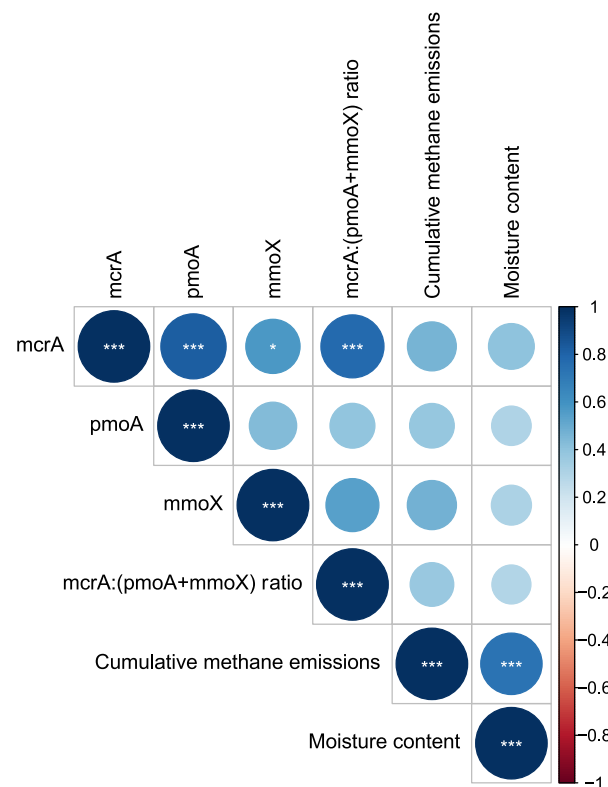 mcrA
pmoA
mmoX
mcrA:(pmoA+mmoX) ratio
Cumulative methane emissions
Moisture content
mcrA *** *** * ***
pmoA ***
mmoX ***
mcrA:(pmoA+mmoX) ratio ***
Cumulative methane emissions *** ***
Moisture content ***
1
0.8
0.6
0.4
0.2
0
−0.2
−0.4
−0.6
−0.8
−1